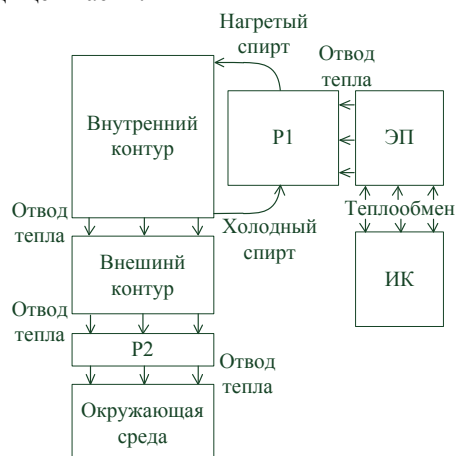 Нагретый
спирт
Отвод
тепла
Внутренний
контур
Р1
ЭП
Отвод
тепла
Холодный
спирт
Теплообмен
Внешинй
контур
ИК
Отвод
тепла
Р2
Отвод
тепла
Окружающая
среда